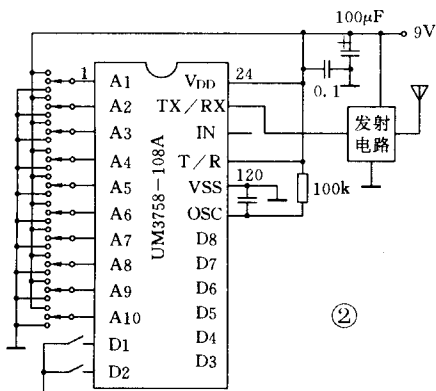 100μF
9V
1
24
A1
VDD
A2
TX/RX
0.1
A3
IN
发射
电路
A4
T/R
A5
VSS
120
100k
A6
OSC
UM3758-108A
A7
D8
A8
D7
A9
D6
A10
D5
D1
D4
D2
D3
②